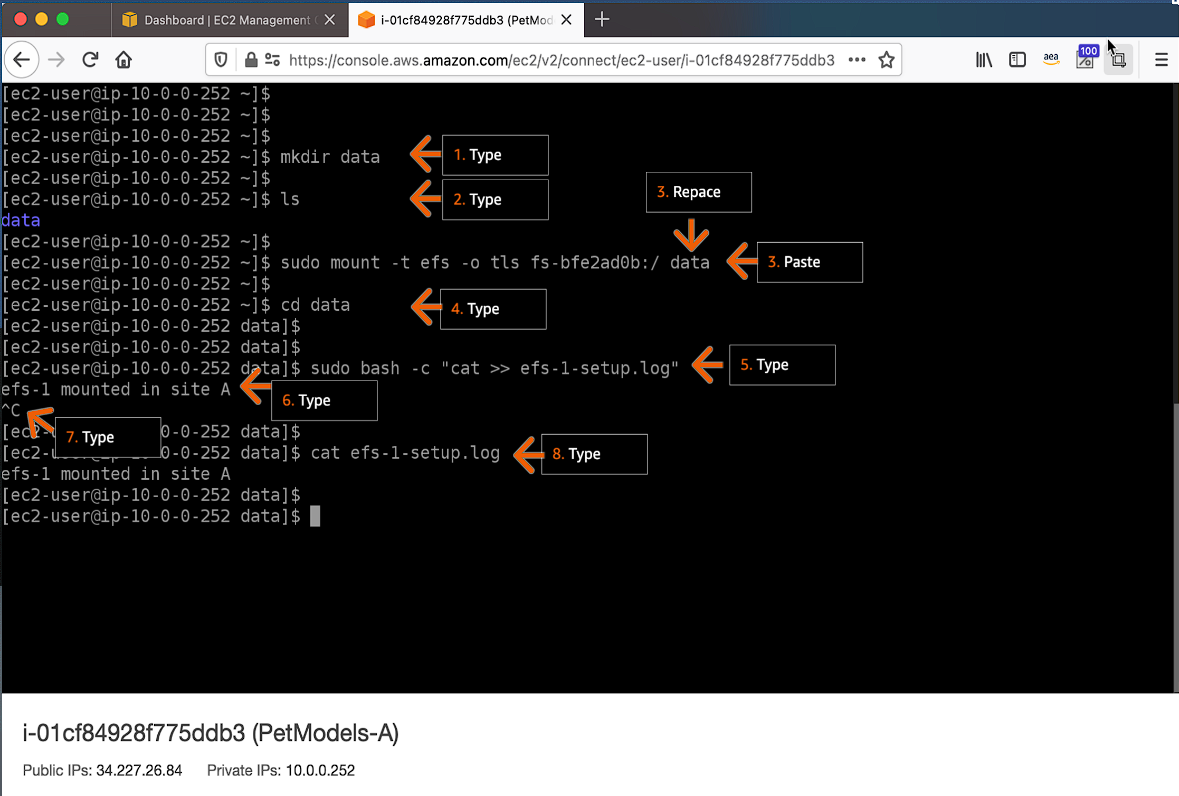 Dashboard | EC2 Management
i-01cf84928f775ddb3 (PetMod
https://console.aws.amazon.com/ec2/v2/connect/ec2-user/i-01cf84928f775ddb3
aea
100
[ec2-user@ip-10-0-0-252 ~]$
[ec2-user@ip-10-0-0-252 ~]$
[ec2-user@ip-10-0-0-252 ~]$
[ec2-user@ip-10-0-0-252 ~]$ mkdir data
1. Type
[ec2-user@ip-10-0-0-252 ~]$
[ec2-user@ip-10-0-0-252 ~]$ ls
2. Type
3. Repace
data
[ec2-user@ip-10-0-0-252 ~]$
[ec2-user@ip-10-0-0-252 ~]$ sudo mount -t efs -o tls fs-bfe2ad0b:/ data
3. Paste
[ec2-user@ip-10-0-0-252 ~]$
[ec2-user@ip-10-0-0-252 ~]$ cd data
4. Type
[ec2-user@ip-10-0-0-252 data]$
[ec2-user@ip-10-0-0-252 data]$
[ec2-user@ip-10-0-0-252 data]$ sudo bash -c "cat >> efs-1-setup.log"
5. Type
efs-1 mounted in site A
6. Type
^C
[ec2- 0-0-252 data]$
7. Type
[ec2-user@ip-10-0-0-252 data]$ cat efs-1-setup.log
8. Type
efs-1 mounted in site A
[ec2-user@ip-10-0-0-252 data]$
[ec2-user@ip-10-0-0-252 data]$
i-01cf84928f775ddb3 (PetModels-A)
Public IPs: 34.227.26.84 Private IPs: 10.0.0.252